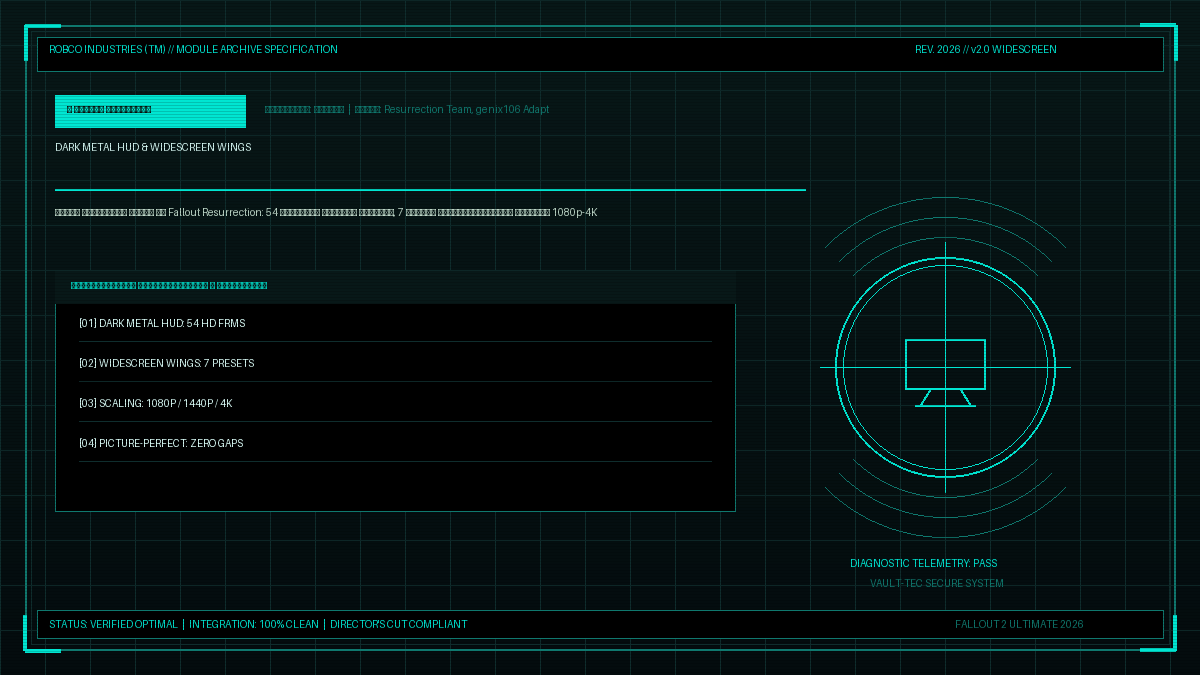 ROBCO INDUSTRIES (TM) // MODULE ARCHIVE SPECIFICATION
REV. 2026 // v2.0 WIDESCREEN
| Resurrection Team, genix106 Adapt
DARK METAL HUD & WIDESCREEN WINGS
Fallout Resurrection: 54 , 7 1080p-4K
[01] DARK METAL HUD: 54 HD FRMS
[02] WIDESCREEN WINGS: 7 PRESETS
[03] SCALING: 1080P / 1440P / 4K
[04] PICTURE-PERFECT: ZERO GAPS
DIAGNOSTIC TELEMETRY: PASS
VAULT-TEC SECURE SYSTEM
STATUS: VERIFIED OPTIMAL | INTEGRATION: 100% CLEAN | DIRECTOR'S CUT COMPLIANT
FALLOUT 2 ULTIMATE 2026